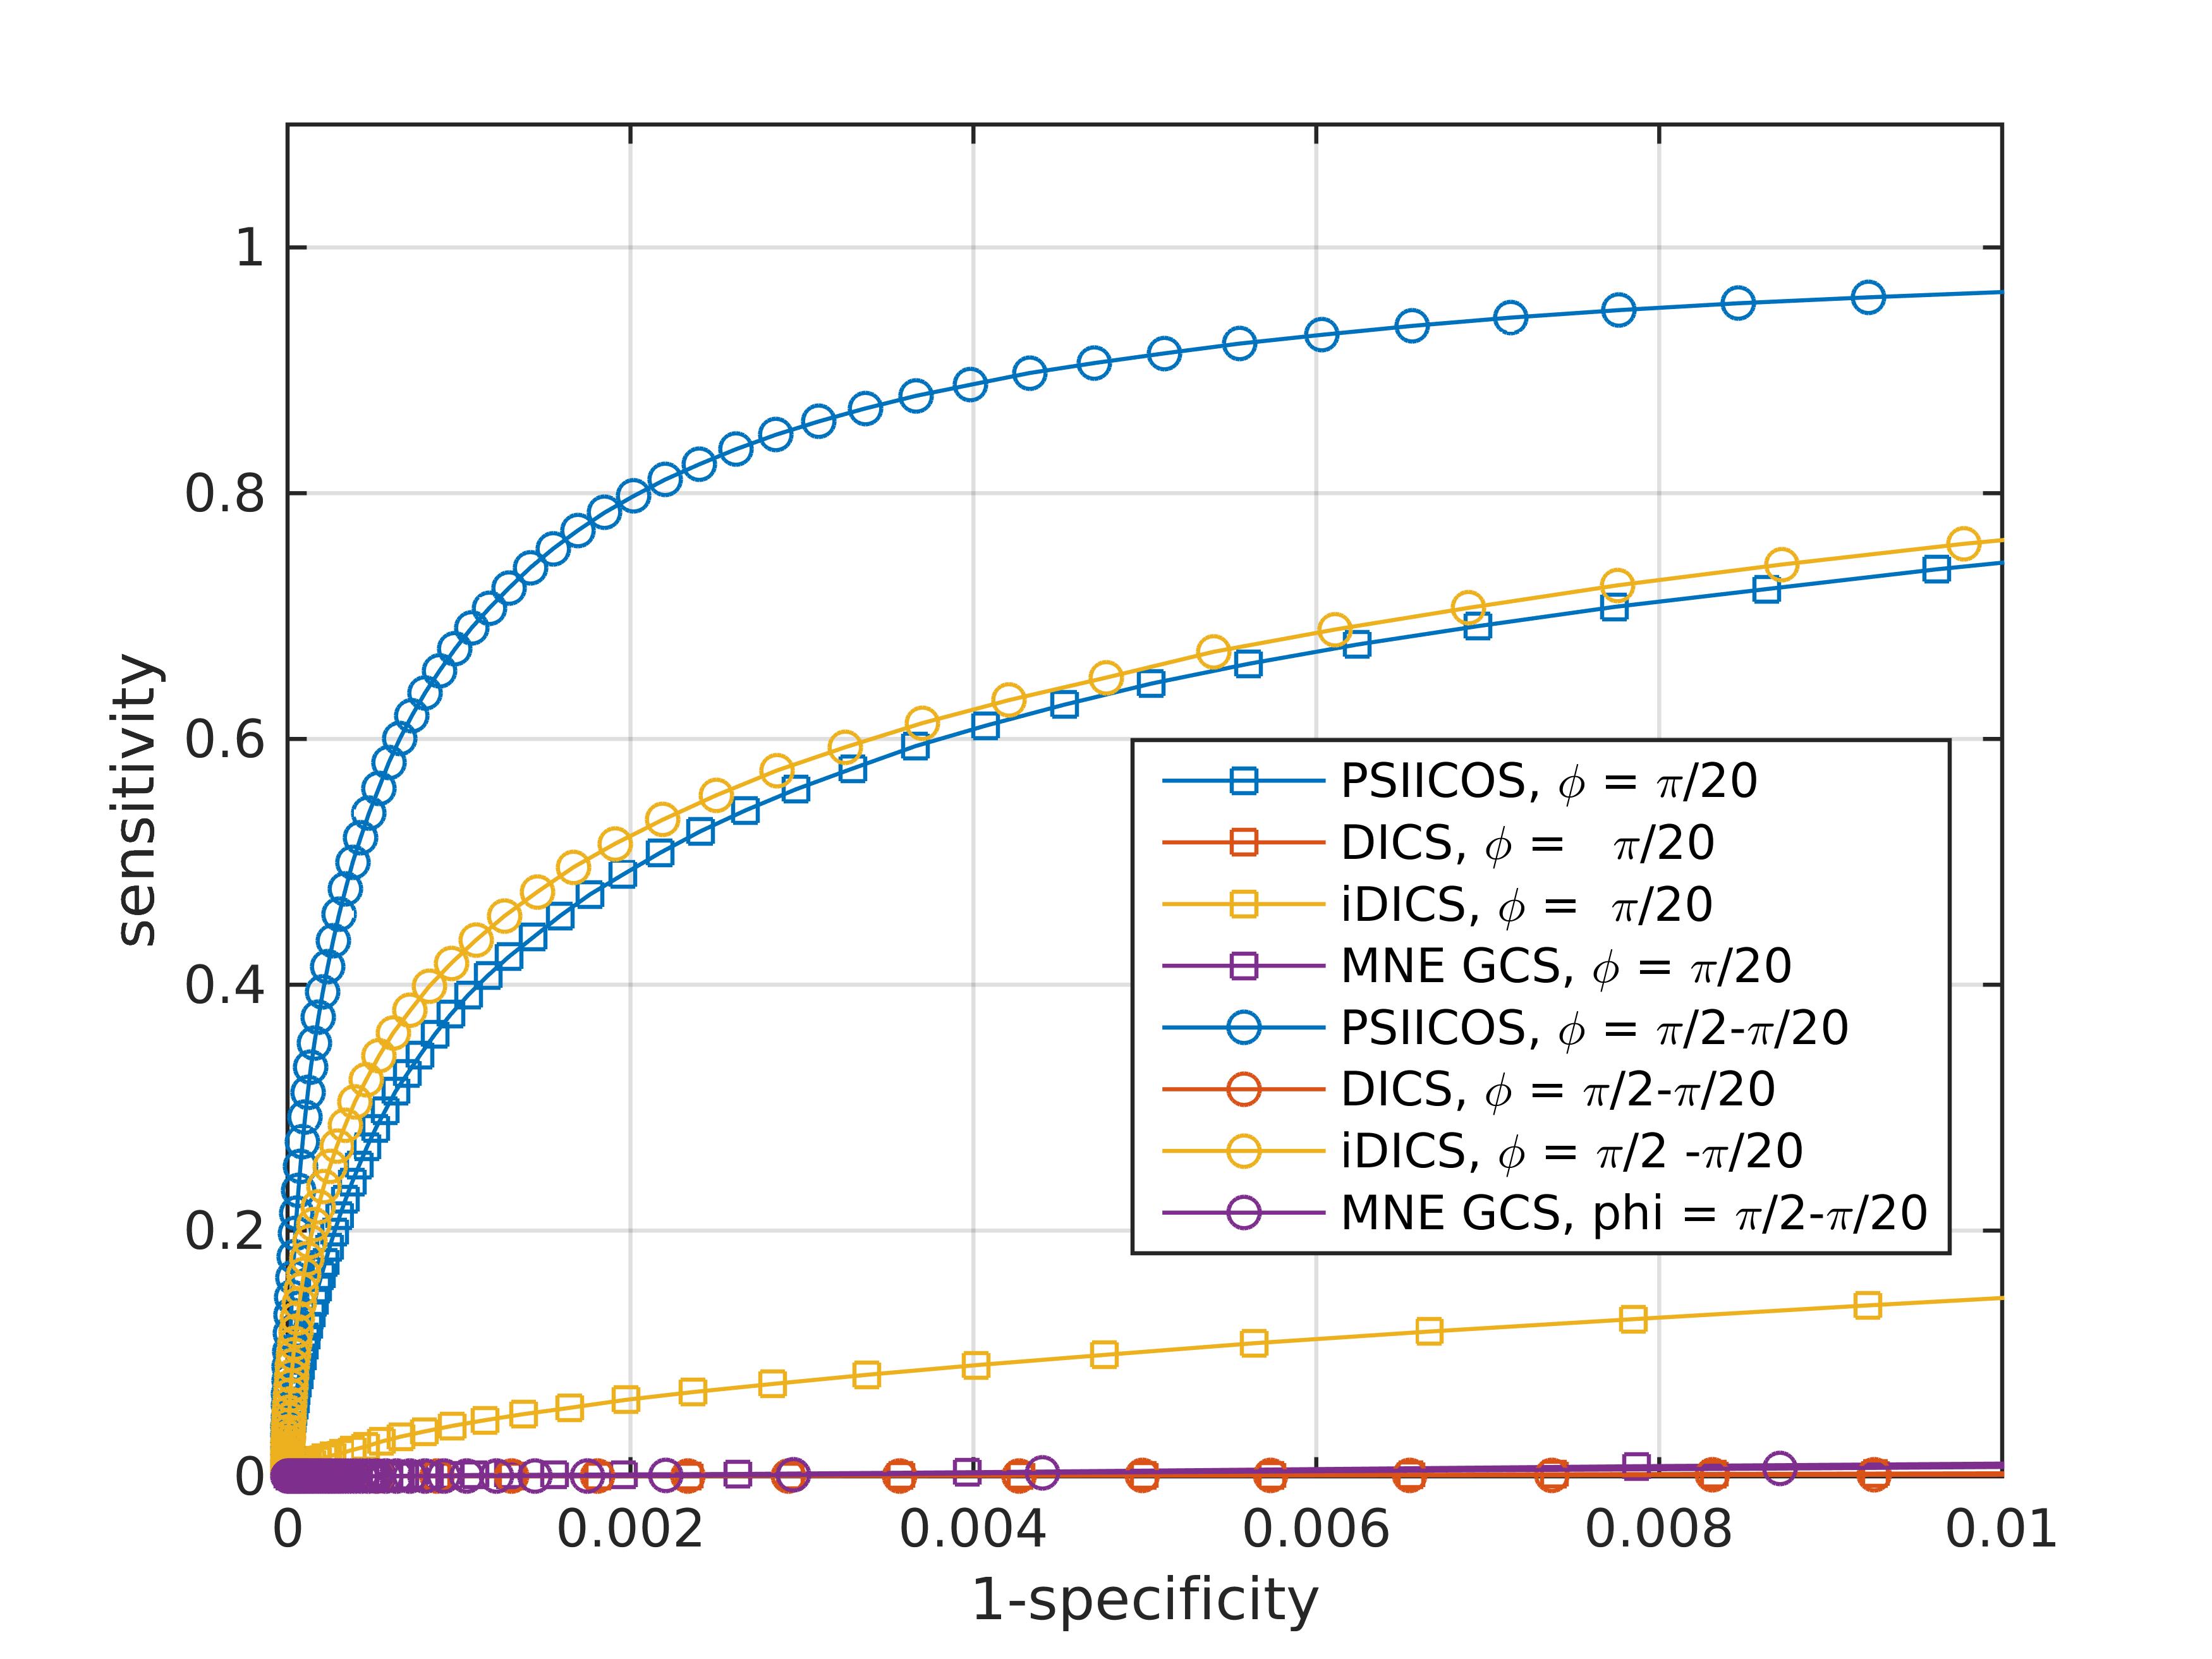 1
0.8
0.6
0.4
0.2
0
sensitivity
PSIICOS, ϕ = π/20
DICS, ϕ =   π/20
iDICS, ϕ =  π/20
MNE GCS, ϕ = π/20
PSIICOS, ϕ = π/2-π/20
DICS, ϕ = π/2-π/20
iDICS, ϕ = π/2 -π/20
MNE GCS, phi = π/2-π/20
0 0.002 0.004 0.006 0.008 0.01
1-specificity